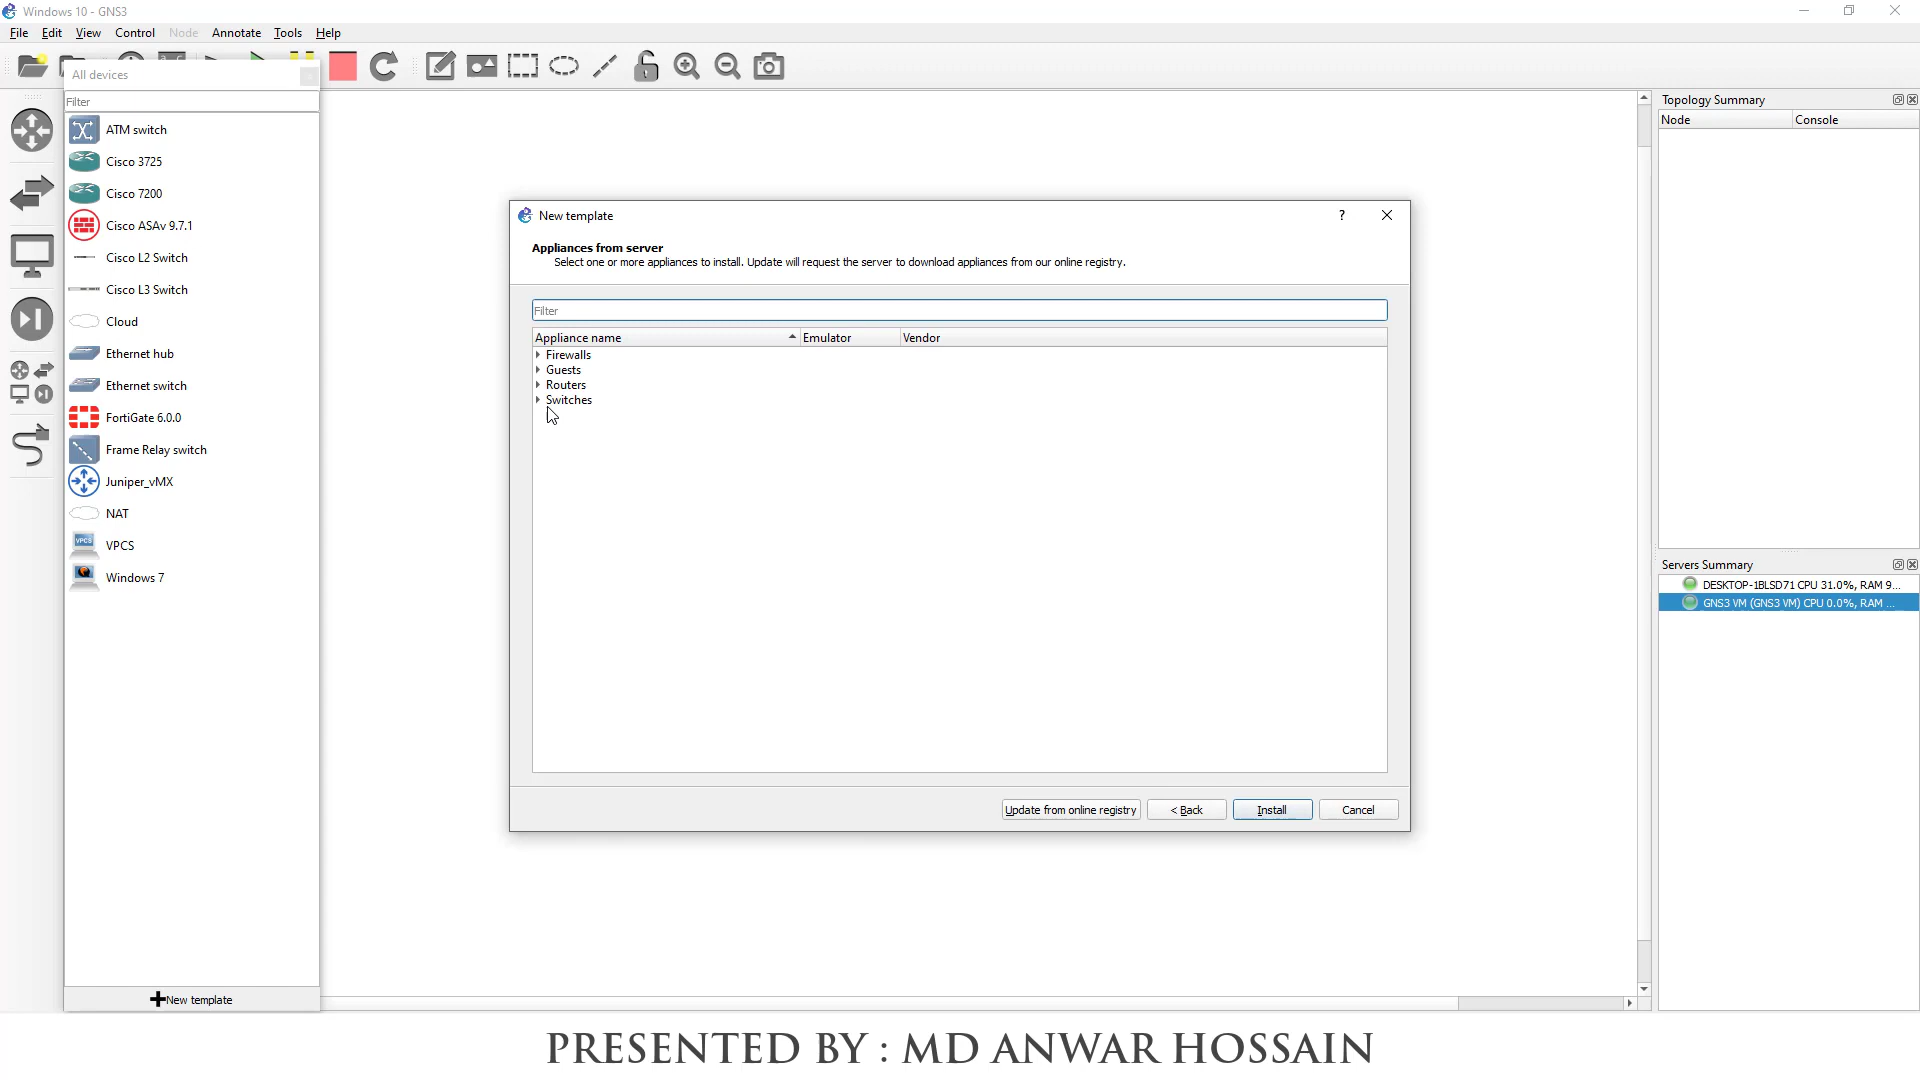 Windows 10 - GNS3
File Edit View Control Node Annotate Tools Help
All devices
Filter
ATM switch
Cisco 3725
Cisco 7200
Cisco ASAv 9.7.1
Cisco L2 Switch
Cisco L3 Switch
Cloud
Ethernet hub
Ethernet switch
FortiGate 6.0.0
Frame Relay switch
Juniper_vMX
NAT
VPCS
VPCS
Windows 7
New template
New template
?
Appliances from server
Select one or more appliances to install. Update will request the server to download appliances from our online registry.
Filter
Appliance name Emulator Vendor
Firewalls
Guests
Routers
Switches
Update from online registry < Back Install Cancel
Topology Summary
Node Console
Servers Summary
DESKTOP-1BLSD71 CPU 31.0%, RAM 9...
GNS3 VM (GNS3 VM) CPU 0.0%, RAM ...
PRESENTED BY : MD ANWAR HOSSAIN